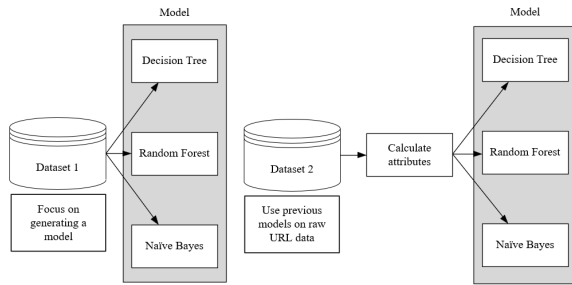 Model
Decision Tree
Random Forest
Naïve Bayes
Dataset 1
Focus on
generating a
model
Dataset 2
Use previous
models on raw
URL data
Calculate
attributes
Model
Decision Tree
Random Forest
Naïve Bayes